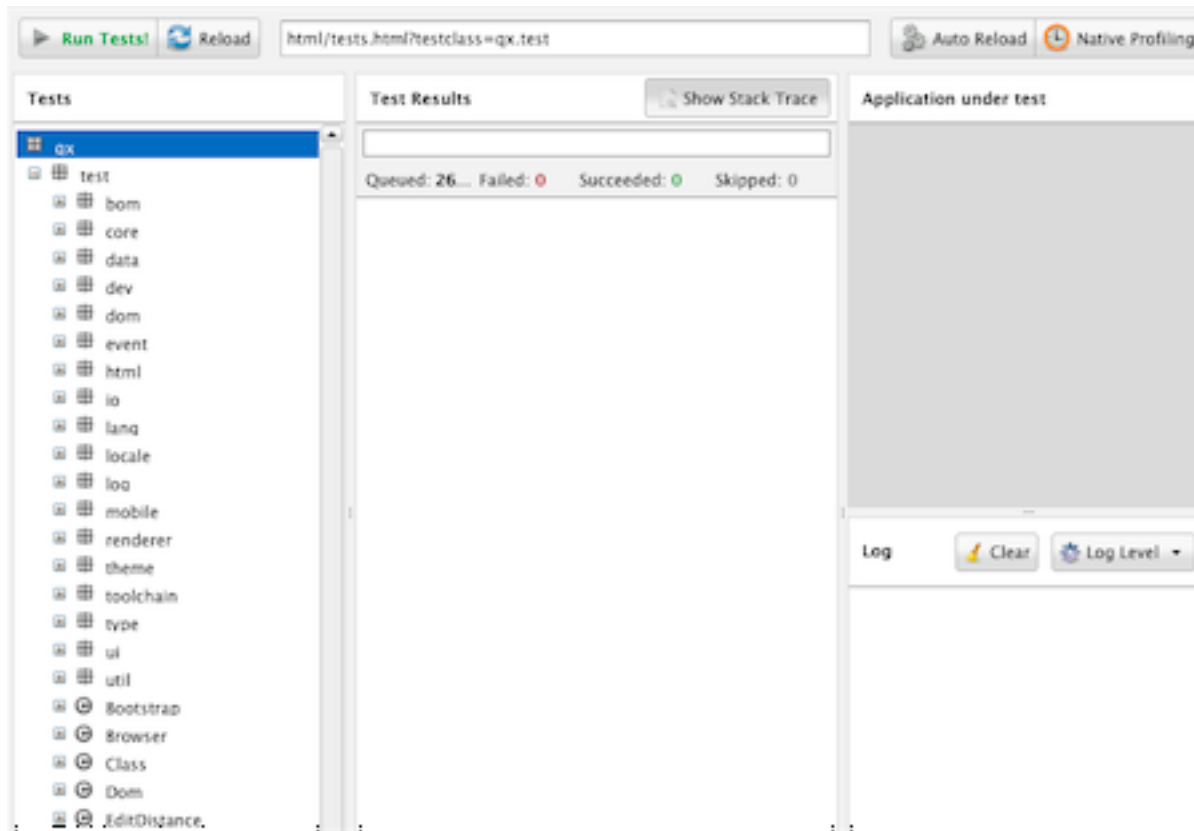 Run Tests! Reload html/tests.html?testclass=qx.test Auto Reload Native Profiling
Tests
qx
test
bom
core
data
dev
dom
event
html
io
lang
locale
log
mobile
renderer
theme
toolchain
type
ui
util
Bootstrap
Browser
Class
Dom
EditDistance
Test Results Show Stack Trace
Queued: 26... Failed: 0 Succeeded: 0 Skipped: 0
Application under test
Log Clear Log Level